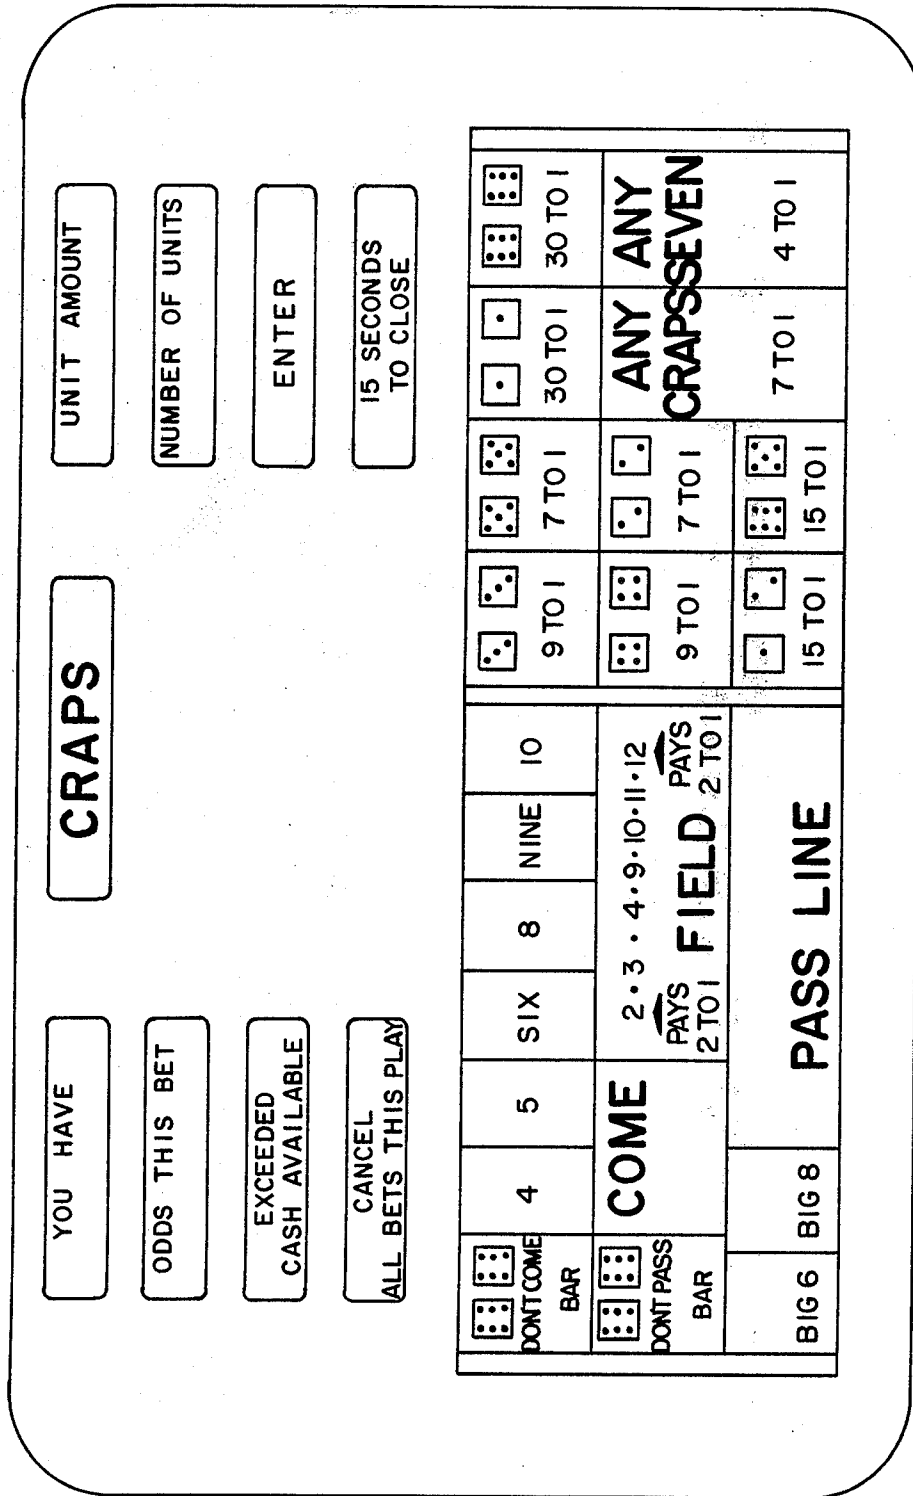 YOU HAVE
CRAPS
UNIT AMOUNT
ODDS THIS BET
NUMBER OF UNITS
EXCEEDED
CASH AVAILABLE
ENTER
CANCEL
ALL BETS THIS PLAY
15 SECONDS
TO CLOSE
DON'T COME
BAR
4
5
SIX
8
NINE
10
9 TO 1
7 TO 1
30 TO 1
30 TO 1
DON'T PASS
BAR
COME
2 • 3 • 4 • 9 • 10 • 11 • 12
PAYS
2 TO 1
FIELD
PAYS
2 TO 1
9 TO 1
7 TO 1
ANY
CRAPS
7 TO 1
ANY ANY
SEVEN
4 TO 1
BIG 6
BIG 8
PASS LINE
15 TO 1
15 TO 1